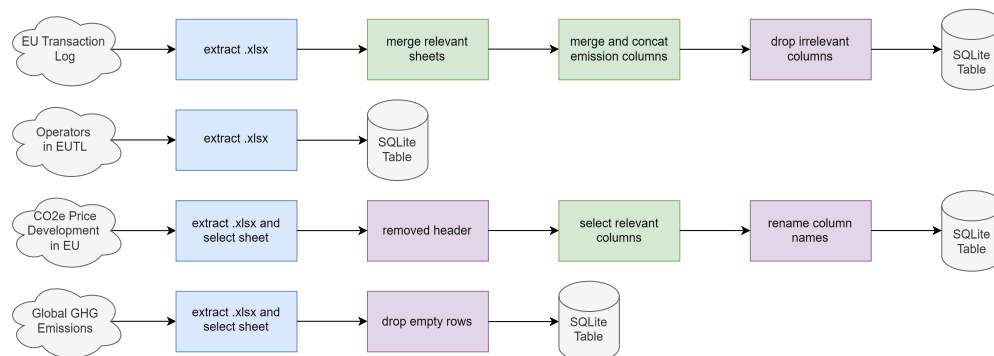 EU Transaction
Log
extract .xlsx
merge relevant
sheets
merge and concat
emission columns
drop irrelevant
columns
SQLite
Table
Operators
in EUTL
extract .xlsx
SQLite
Table
CO2e Price
Development
in EU
extract .xlsx and
select sheet
removed header
select relevant
columns
rename column
names
SQLite
Table
Global GHG
Emissions
extract .xlsx and
select sheet
drop empty rows
SQLite
Table